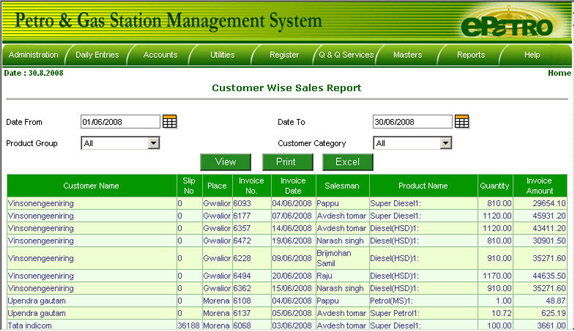 Petro & Gas Station Management System
ePetro
Administration Daily Entries Accounts Utilities Register Q & Q Services Masters Reports Help
Date : 30.8.2008 Home
Customer Wise Sales Report
Date From 01/06/2008 Date To 30/06/2008
Product Group All Customer Category All
View Print Excel
Customer Name Slip No Place Invoice No. Invoice Date Salesman Product Name Quantity Invoice Amount
Vinsonengeeniring 0 Gwalior 6093 04/06/2008 Pappu Super Diesel1: 810.00 29654.10
Vinsonengeeniring 0 Gwalior 6177 07/06/2008 Avdesh tomar Super Diesel1: 1120.00 45931.20
Vinsonengeeniring 0 Gwalior 6357 14/06/2008 Avdesh tomar Diesel(HSD)1: 1120.00 43411.20
Vinsonengeeniring 0 Gwalior 6472 19/06/2008 Narash singh Diesel(HSD)1: 810.00 30901.50
Vinsonengeeniring 0 Gwalior 6228 09/06/2008 Brijmohan Samil Diesel(HSD)1: 910.00 35271.60
Vinsonengeeniring 0 Gwalior 6494 20/06/2008 Raju Diesel(HSD)1: 1170.00 44635.50
Vinsonengeeniring 0 Gwalior 6362 15/06/2008 Narash singh Diesel(HSD)1: 910.00 35271.60
Upendra gautam 0 Morena 6108 04/06/2008 Pappu Petrol(MS)1: 1.00 48.87
Upendra gautam 0 Morena 6137 05/06/2008 Avdesh tomar Super Petrol1: 10.72 625.19
Tata indicom 36188 Morena 6068 03/06/2008 Avdesh tomar Super Diesel1: 100.00 3661.00